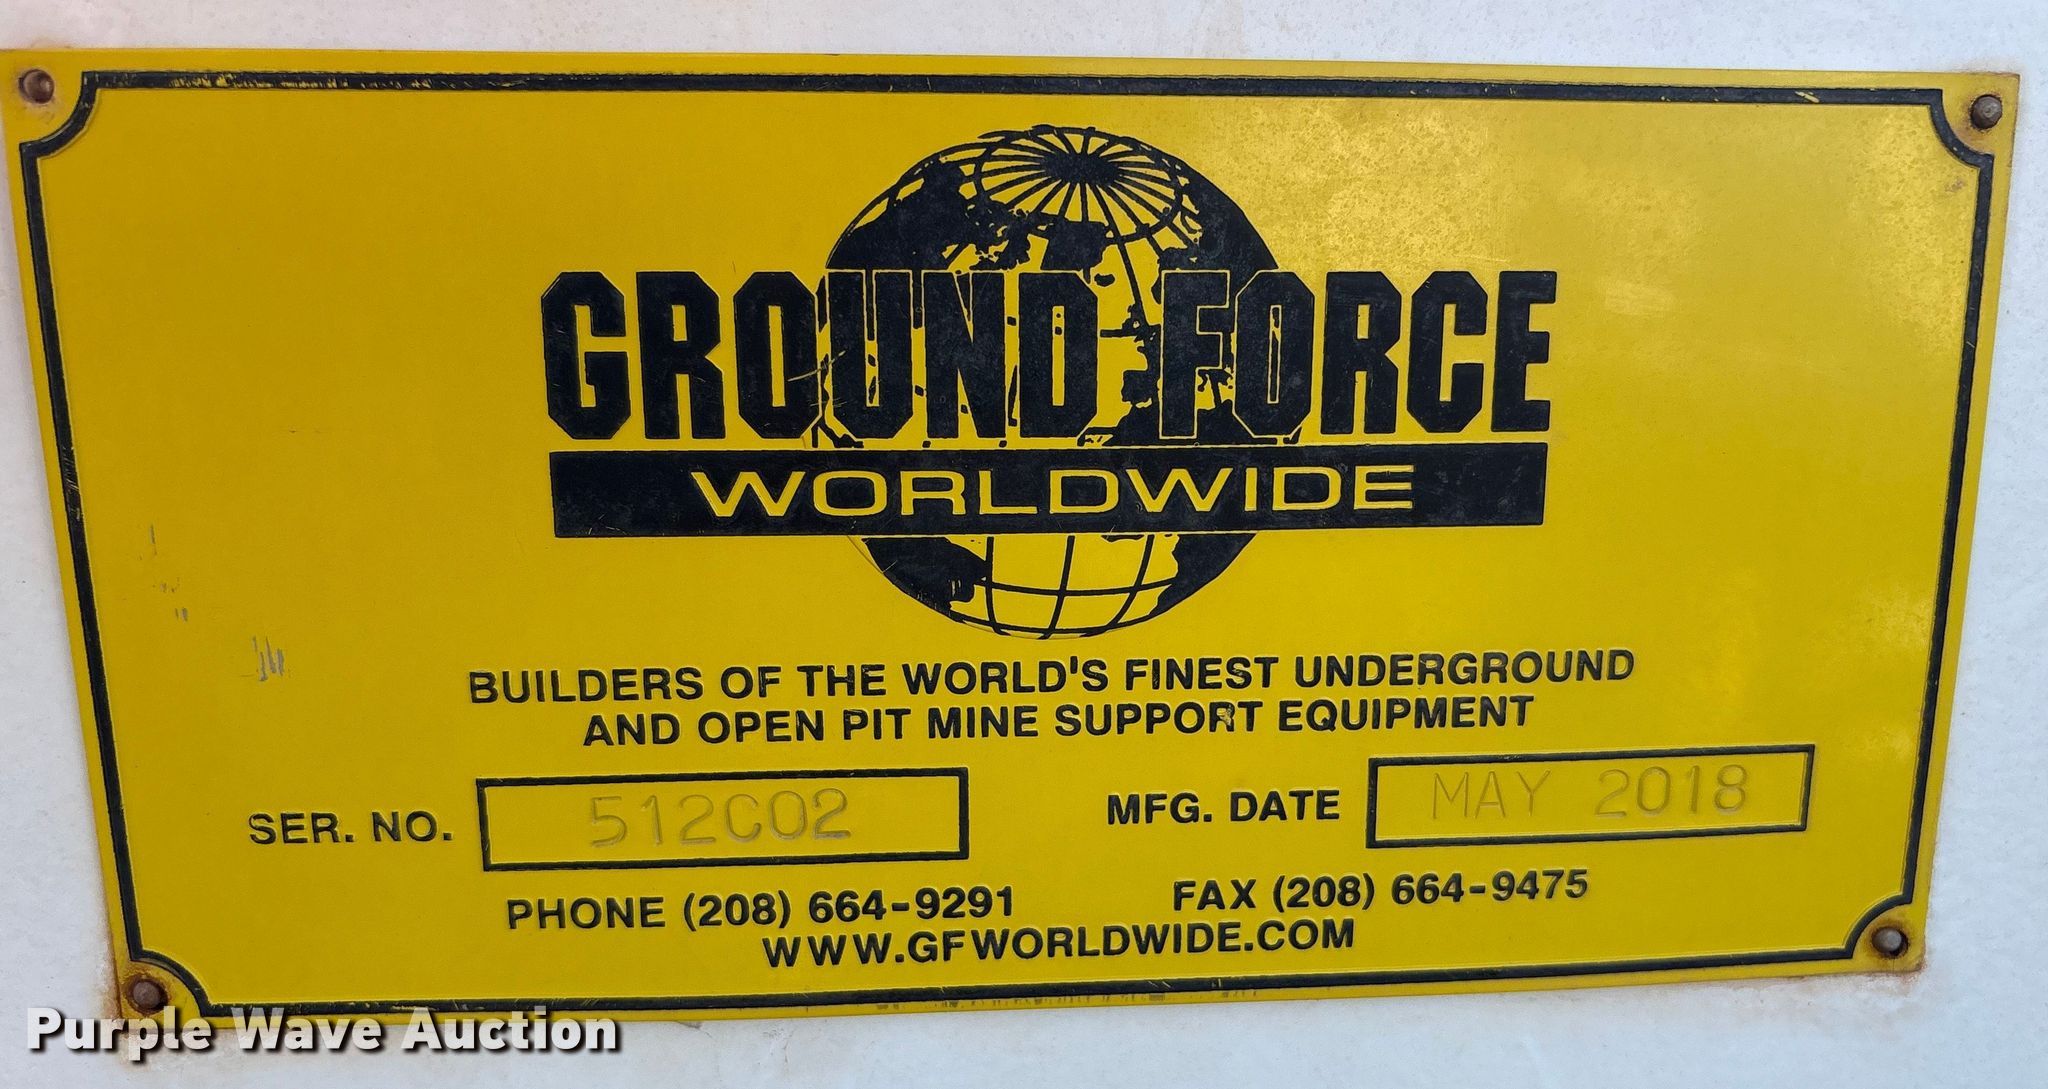 GROUND FORCE
WORLDWIDE
BUILDERS OF THE WORLD'S FINEST UNDERGROUND
AND OPEN PIT MINE SUPPORT EQUIPMENT
SER. NO. 512C02
MFG. DATE MAY 2018
PHONE (208) 664-9291
FAX (208) 664-9475
WWW.GFWORLDWIDE.COM
Purple Wave Auction